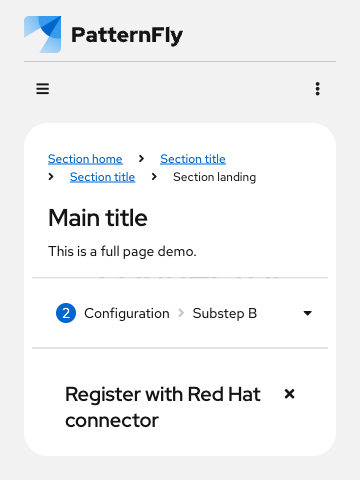 PatternFly
Section home Section title
Section title Section landing
Main title
This is a full page demo.
2 Configuration Substep B
Register with Red Hat
connector